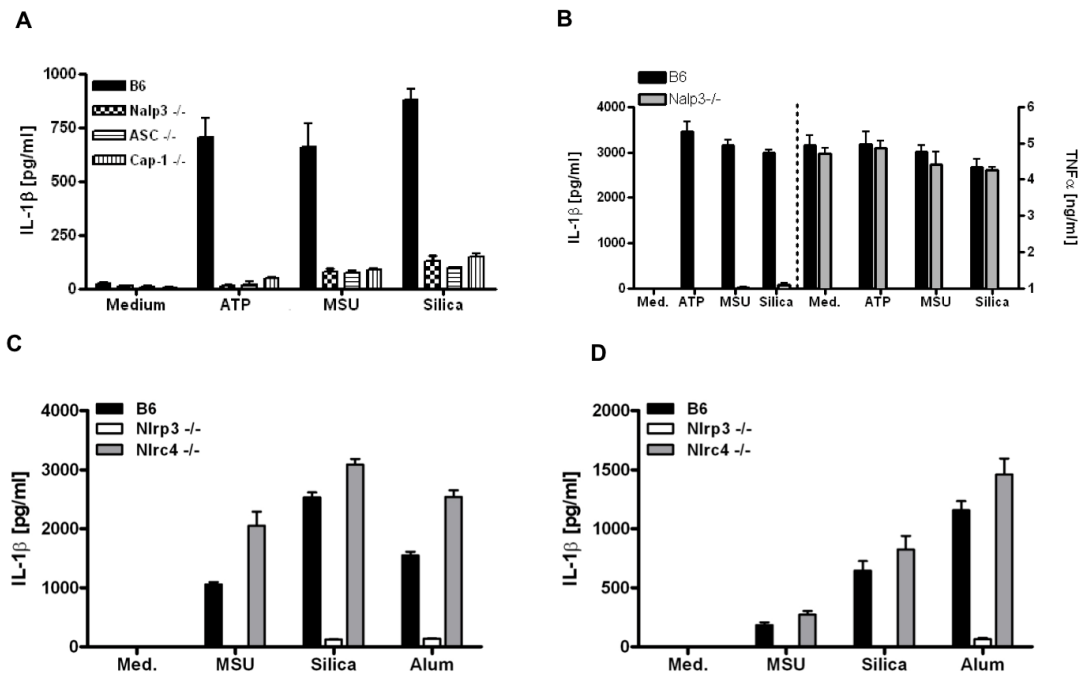 A
IL-1β [pg/ml]
1000
750
500
250
0
B6
Nalp3 -/-
ASC -/-
Cap-1 -/-
Medium ATP MSU Silica
B
B6
Nalp3-/-
IL-1β [pg/ml]
4000
3000
2000
1000
0
TNFα [ng/ml]
6
5
4
3
2
1
Med. ATP MSU Silica Med. ATP MSU Silica
C
B6
Nlrp3 -/-
Nlrc4 -/-
IL-1β [pg/ml]
4000
3000
2000
1000
0
Med. MSU Silica Alum
D
B6
Nlrp3 -/-
Nlrc4 -/-
IL-1β [pg/ml]
2000
1500
1000
500
0
Med. MSU Silica Alum